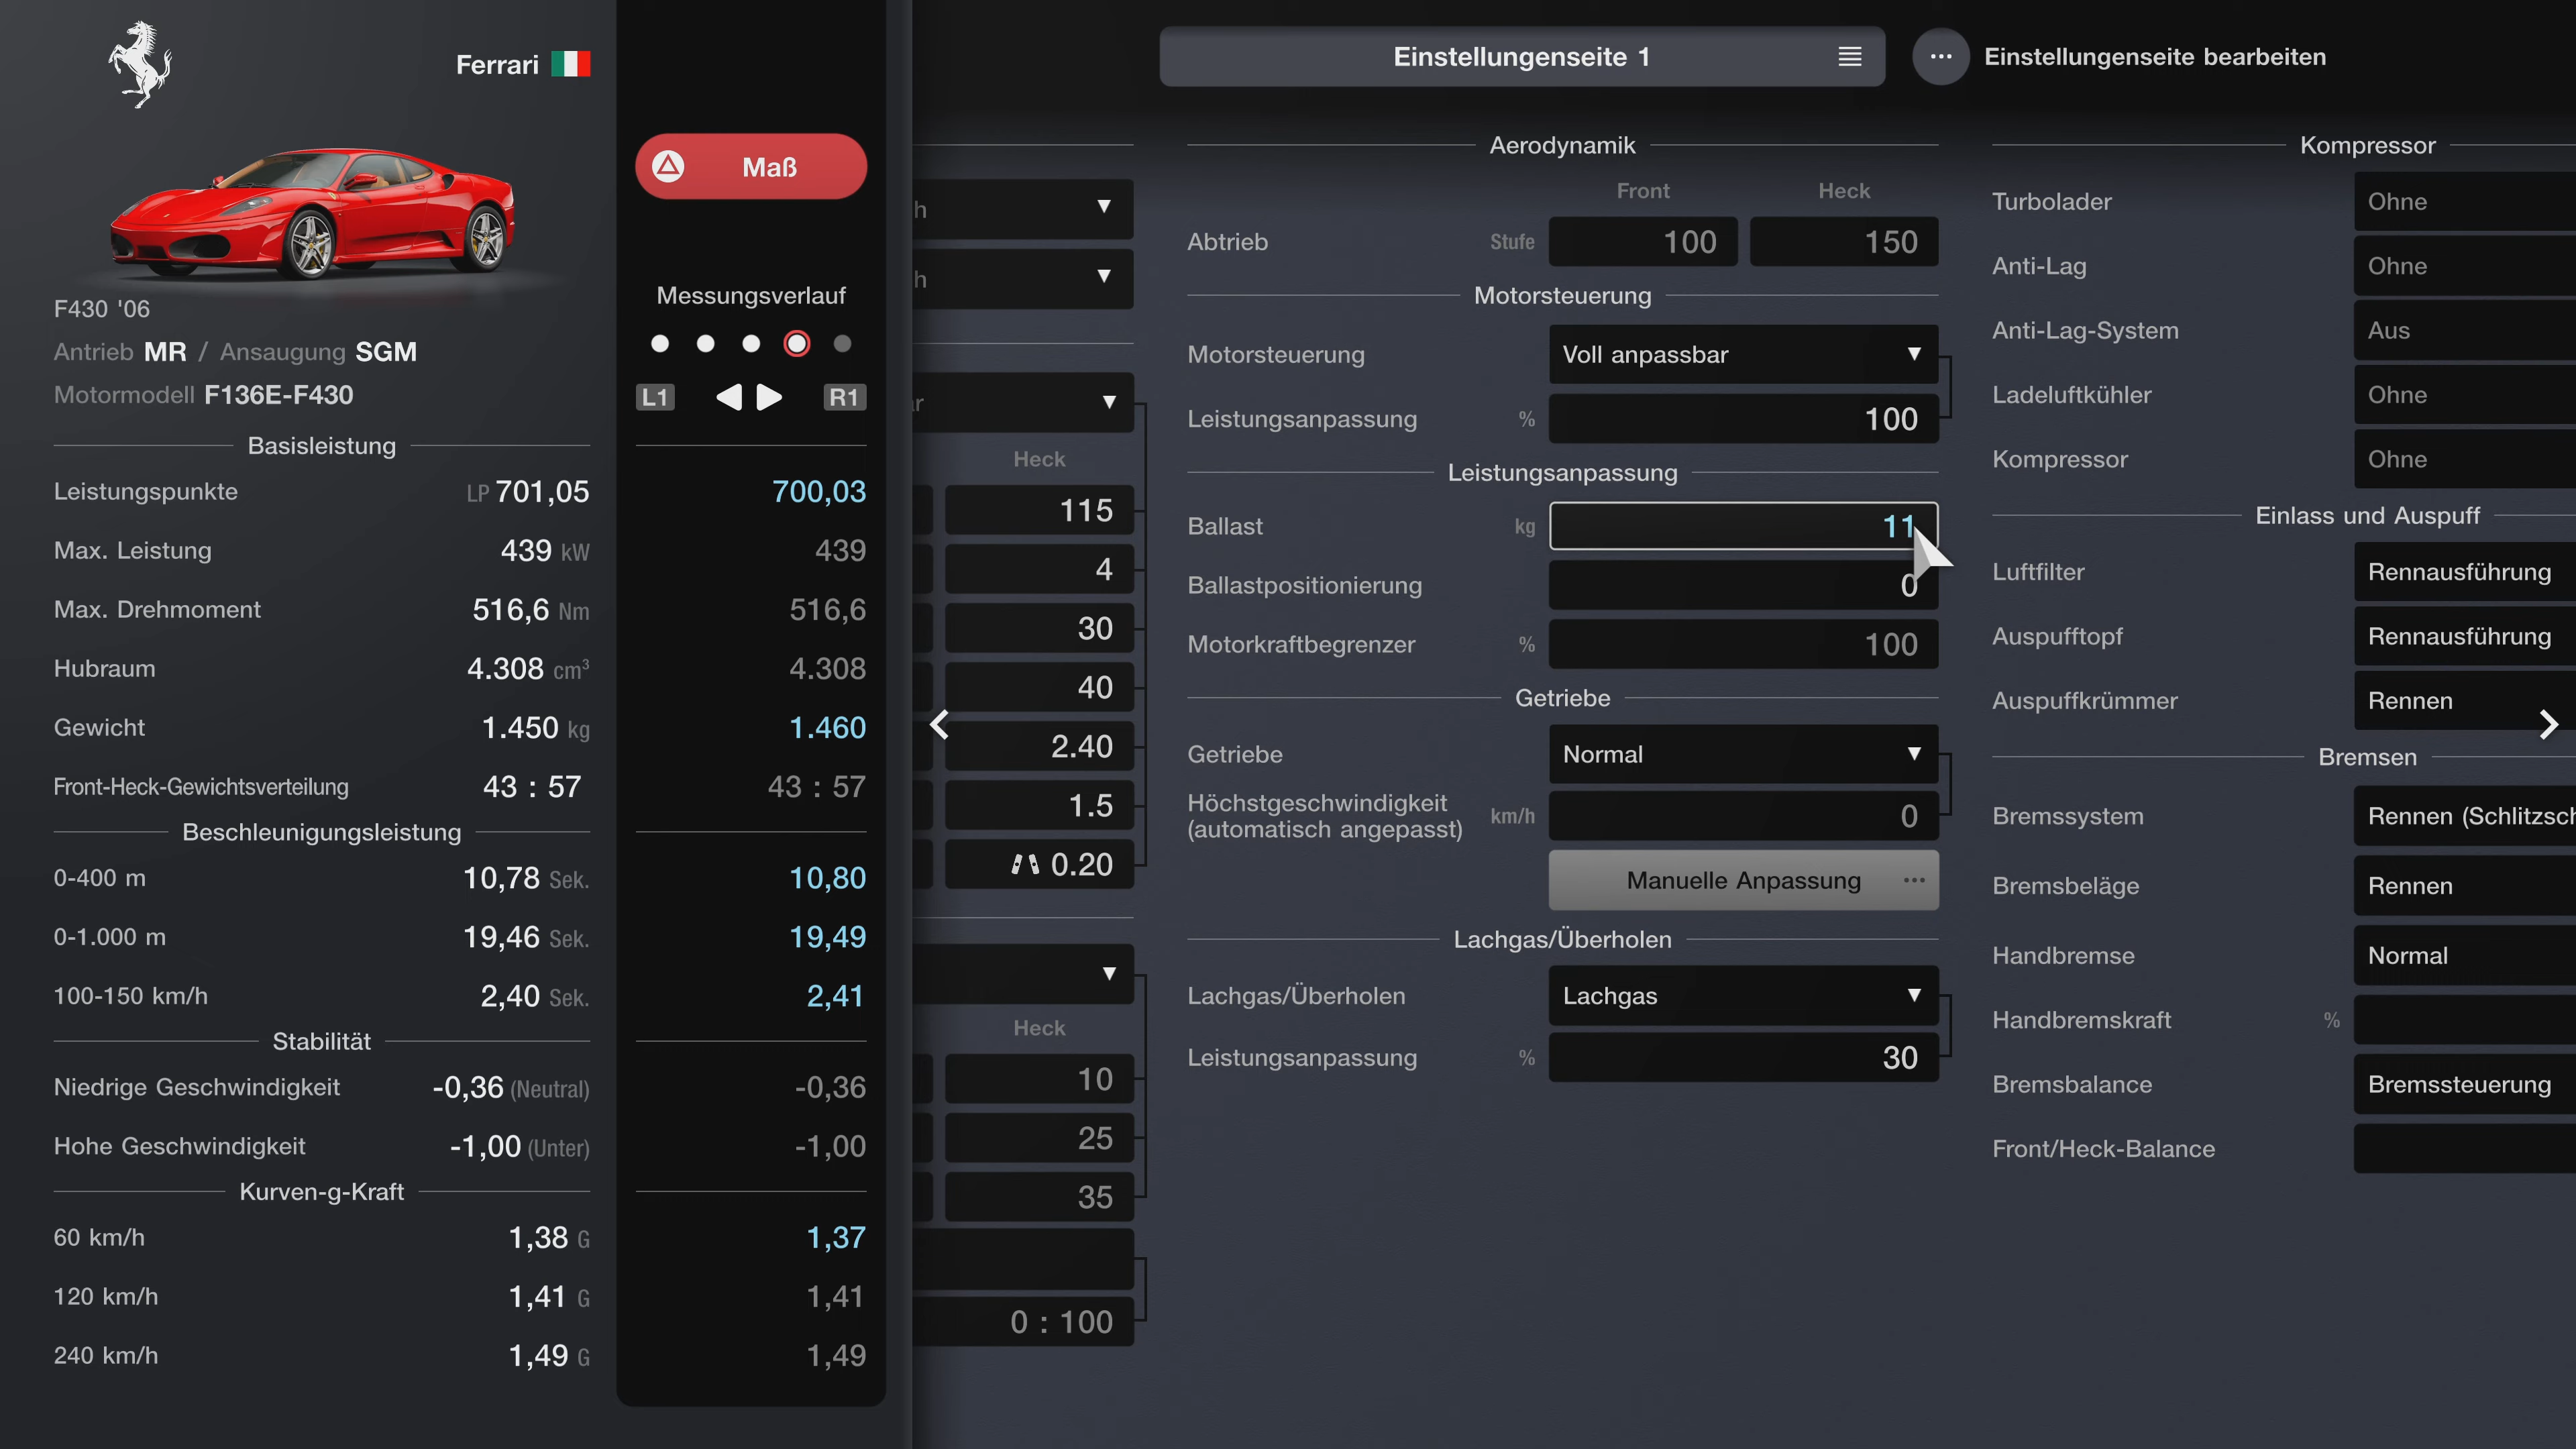 Ferrari
F430 '06
Antrieb MR / Ansaugung SGM
Motormodell F136E-F430
Basisleistung
Leistungspunkte LP 701,05
Max. Leistung 439 kW
Max. Drehmoment 516,6 Nm
Hubraum 4.308 cm³
Gewicht 1.450 kg
Front-Heck-Gewichtsverteilung 43 : 57
Beschleunigungsleistung
0-400 m 10,78 Sek.
0-1.000 m 19,46 Sek.
100-150 km/h 2,40 Sek.
Stabilität
Niedrige Geschwindigkeit -0,36 (Neutral)
Hohe Geschwindigkeit -1,00 (Unter)
Kurven-g-Kraft
60 km/h 1,38 G
120 km/h 1,41 G
240 km/h 1,49 G
Maß
Messungsverlauf
L1 R1
700,03
439
516,6
4.308
1.460
43 : 57
10,80
19,49
2,41
-0,36
-1,00
1,37
1,41
1,49
h
h
Heck
115
4
30
40
2.40
1.5
0.20
Heck
10
25
35
0 : 100
Einstellungenseite 1
Einstellungenseite bearbeiten
Aerodynamik
Front Heck
Abtrieb Stufe 100 150
Motorsteuerung
Motorsteuerung Voll anpassbar
Leistungsanpassung % 100
Leistungsanpassung
Ballast kg 11
Ballastpositionierung 0
Motorkraftbegrenzer % 100
Getriebe
Getriebe Normal
Höchstgeschwindigkeit
(automatisch angepasst) km/h 0
Manuelle Anpassung
Lachgas/Überholen
Lachgas/Überholen Lachgas
Leistungsanpassung % 30
Kompressor
Turbolader Ohne
Anti-Lag Ohne
Anti-Lag-System Aus
Ladeluftkühler Ohne
Kompressor Ohne
Einlass und Auspuff
Luftfilter Rennausführung
Auspufftopf Rennausführung
Auspuffkrümmer Rennen
Bremsen
Bremssystem Rennen (Schlitzsch
Bremsbeläge Rennen
Handbremse Normal
Handbremskraft %
Bremsbalance Bremssteuerung
Front/Heck-Balance